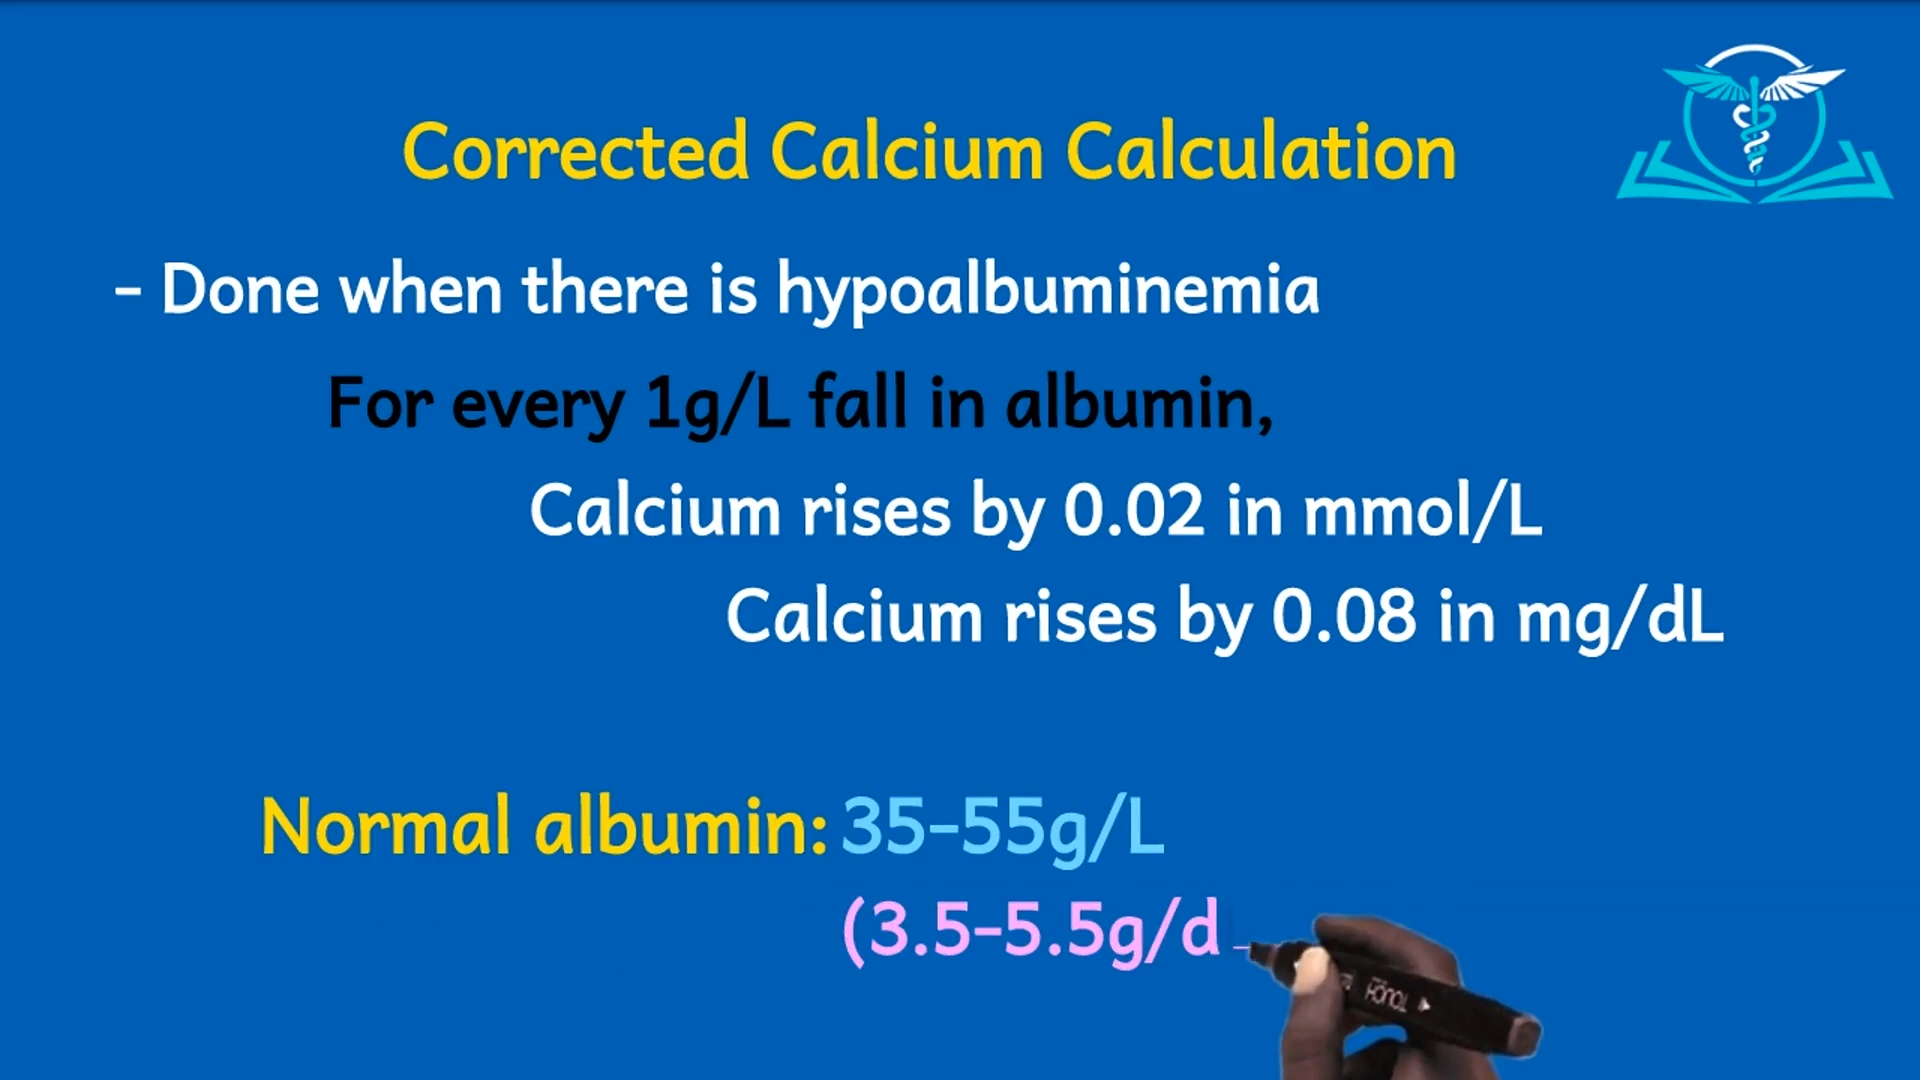 Corrected Calcium Calculation
- Done when there is hypoalbuminemia
For every 1g/L fall in albumin,
Calcium rises by 0.02 in mmol/L
Calcium rises by 0.08 in mg/dL
Normal albumin: 35-55g/L
(3.5-5.5g/d
TOUCH